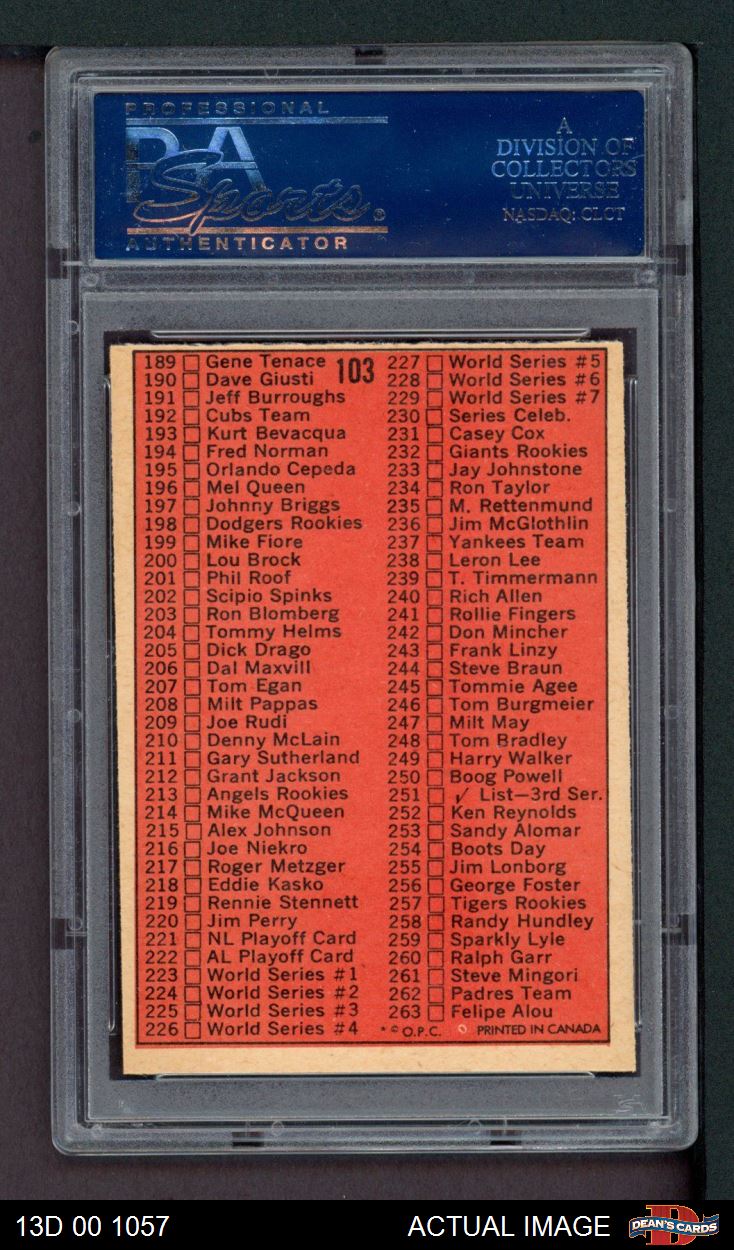 PROFESSIONAL
PSA
Sports®
AUTHENTICATOR
A
DIVISION OF
COLLECTORS
UNIVERSE
NASDAQ: CLCT
103
189 Gene Tenace
190 Dave Giusti
191 Jeff Burroughs
192 Cubs Team
193 Kurt Bevacqua
194 Fred Norman
195 Orlando Cepeda
196 Mel Queen
197 Johnny Briggs
198 Dodgers Rookies
199 Mike Fiore
200 Lou Brock
201 Phil Roof
202 Scipio Spinks
203 Ron Blomberg
204 Tommy Helms
205 Dick Drago
206 Dal Maxvill
207 Tom Egan
208 Milt Pappas
209 Joe Rudi
210 Denny McLain
211 Gary Sutherland
212 Grant Jackson
213 Angels Rookies
214 Mike McQueen
215 Alex Johnson
216 Joe Niekro
217 Roger Metzger
218 Eddie Kasko
219 Rennie Stennett
220 Jim Perry
221 NL Playoff Card
222 AL Playoff Card
223 World Series #1
224 World Series #2
225 World Series #3
226 World Series #4
227 World Series #5
228 World Series #6
229 World Series #7
230 Series Celeb.
231 Casey Cox
232 Giants Rookies
233 Jay Johnstone
234 Ron Taylor
235 M. Rettenmund
236 Jim McGlothlin
237 Yankees Team
238 Leron Lee
239 T. Timmermann
240 Rich Allen
241 Rollie Fingers
242 Don Mincher
243 Frank Linzy
244 Steve Braun
245 Tommie Agee
246 Tom Burgmeier
247 Milt May
248 Tom Bradley
249 Harry Walker
250 Boog Powell
251 ✓ List—3rd Ser.
252 Ken Reynolds
253 Sandy Alomar
254 Boots Day
255 Jim Lonborg
256 George Foster
257 Tigers Rookies
258 Randy Hundley
259 Sparkly Lyle
260 Ralph Garr
261 Steve Mingori
262 Padres Team
263 Felipe Alou
* © O.P.C. PRINTED IN CANADA
13D 00 1057
ACTUAL IMAGE
DEAN'S CARDS